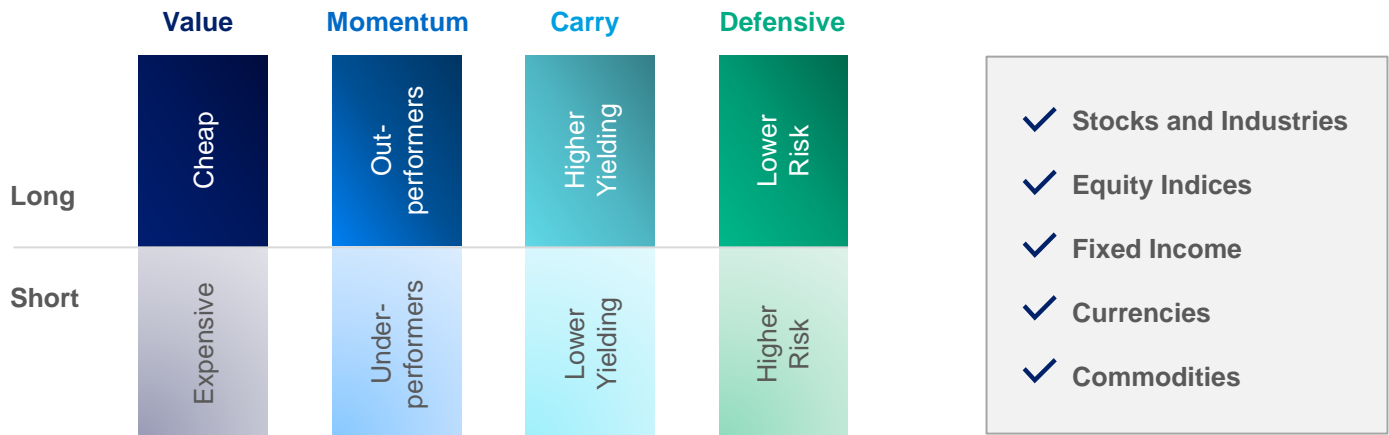 Value
Momentum
Carry
Defensive
Long
Cheap
Out-
performers
Higher
Yielding
Lower
Risk
Short
Expensive
Under-
performers
Lower
Yielding
Higher
Risk
Stocks and Industries
Equity Indices
Fixed Income
Currencies
Commodities